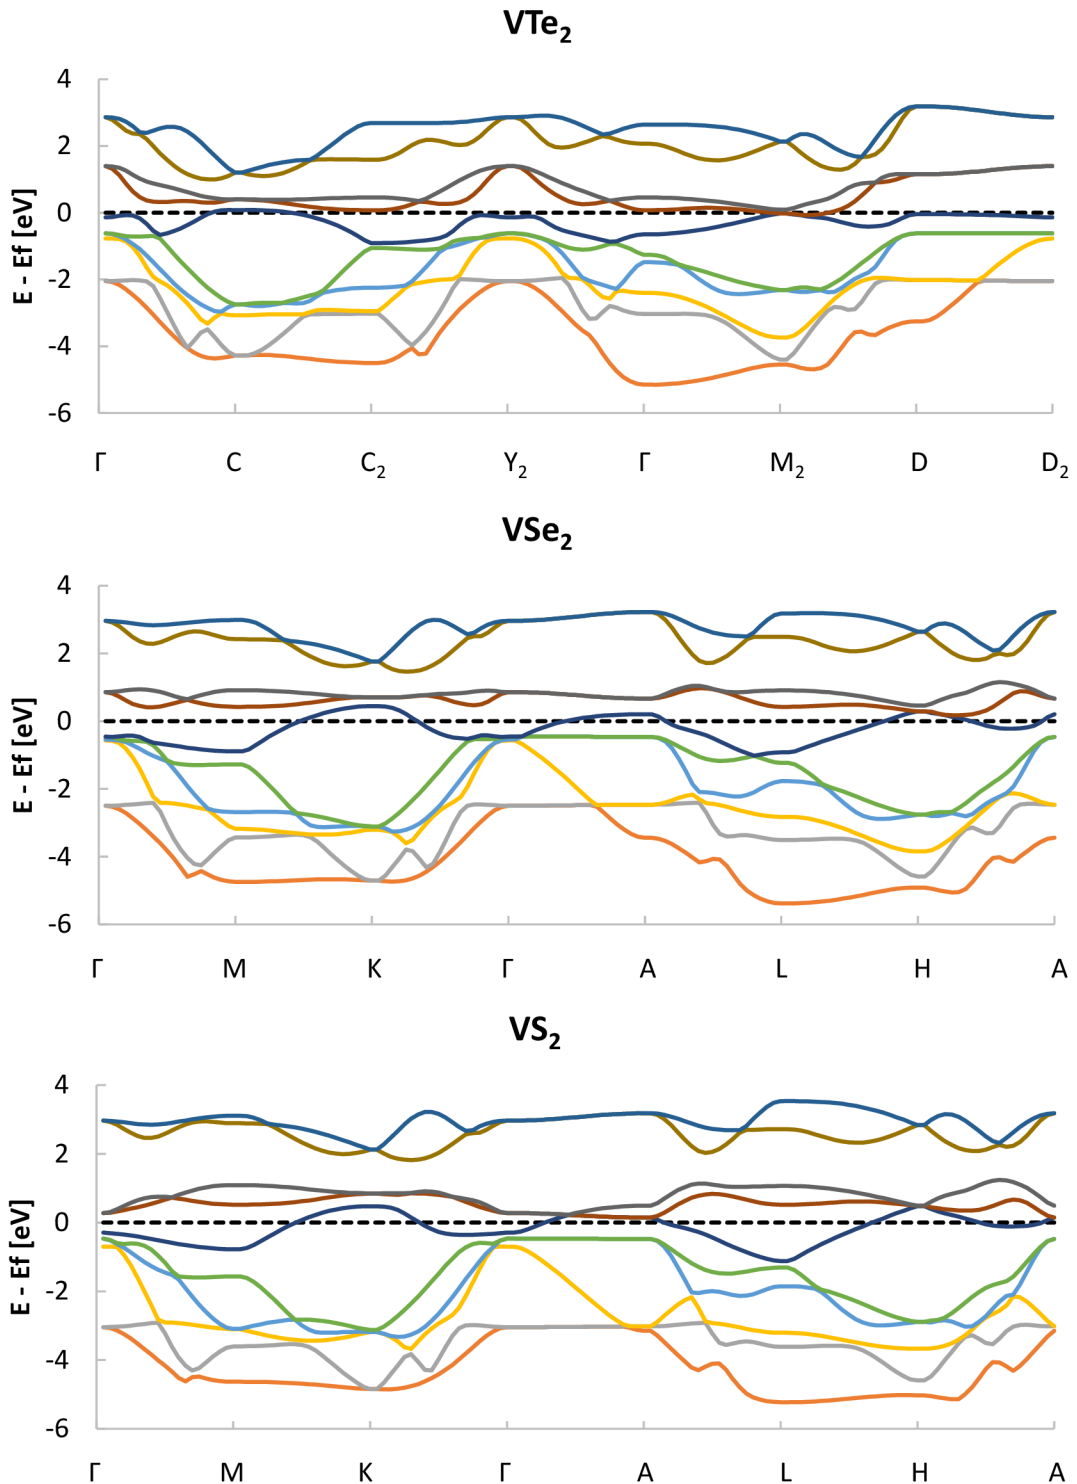 VTe₂
4
2
0
-2
-4
-6
E - Ef [eV]
Γ C C₂ Y₂ Γ M₂ D D₂
VSe₂
4
2
0
-2
-4
-6
E - Ef [eV]
Γ M K Γ A L H A
VS₂
4
2
0
-2
-4
-6
E - Ef [eV]
Γ M K Γ A L H A